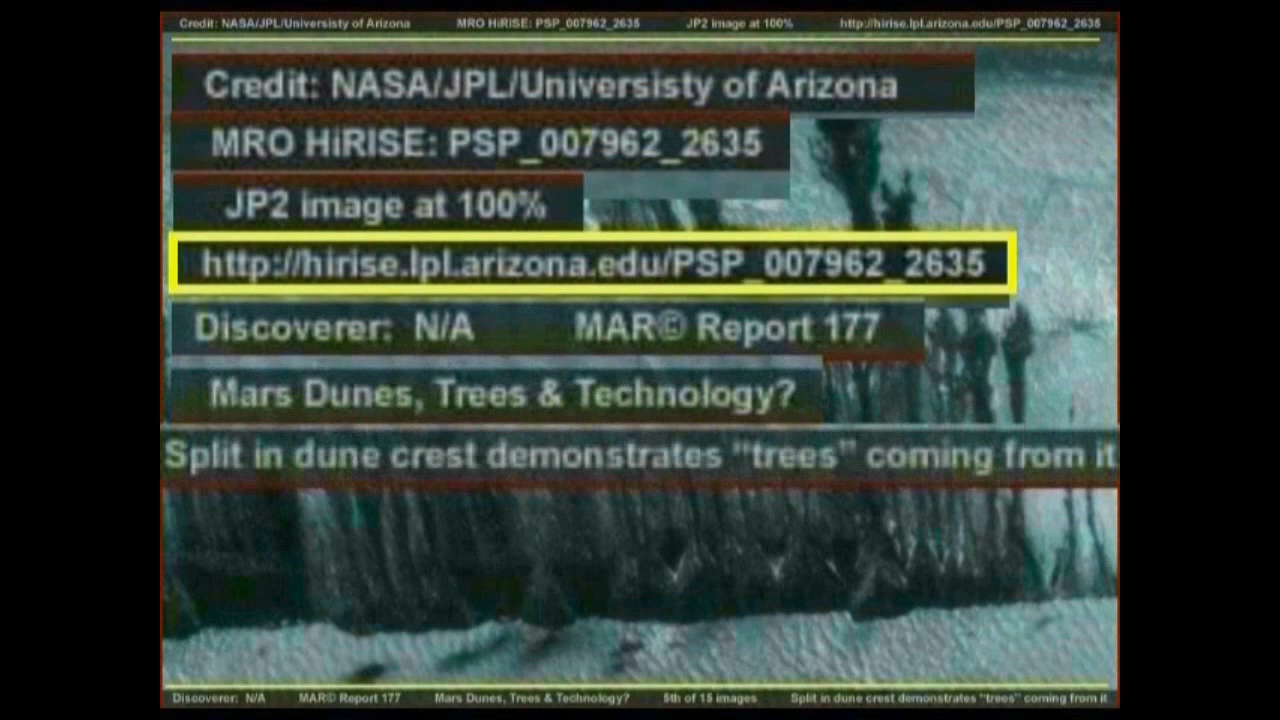 Credit: NASA/JPL/Universisty of Arizona MRO HiRISE: PSP_007962_2635 JP2 image at 100% http://hirise.lpl.arizona.edu/PSP_007962_2635
Credit: NASA/JPL/Universisty of Arizona
MRO HiRISE: PSP_007962_2635
JP2 image at 100%
http://hirise.lpl.arizona.edu/PSP_007962_2635
Discoverer: N/A MAR© Report 177
Mars Dunes, Trees & Technology?
Split in dune crest demonstrates "trees" coming from it
Discoverer: N/A MAR© Report 177 Mars Dunes, Trees & Technology? 5th of 15 images Split in dune crest demonstrates "trees" coming from it